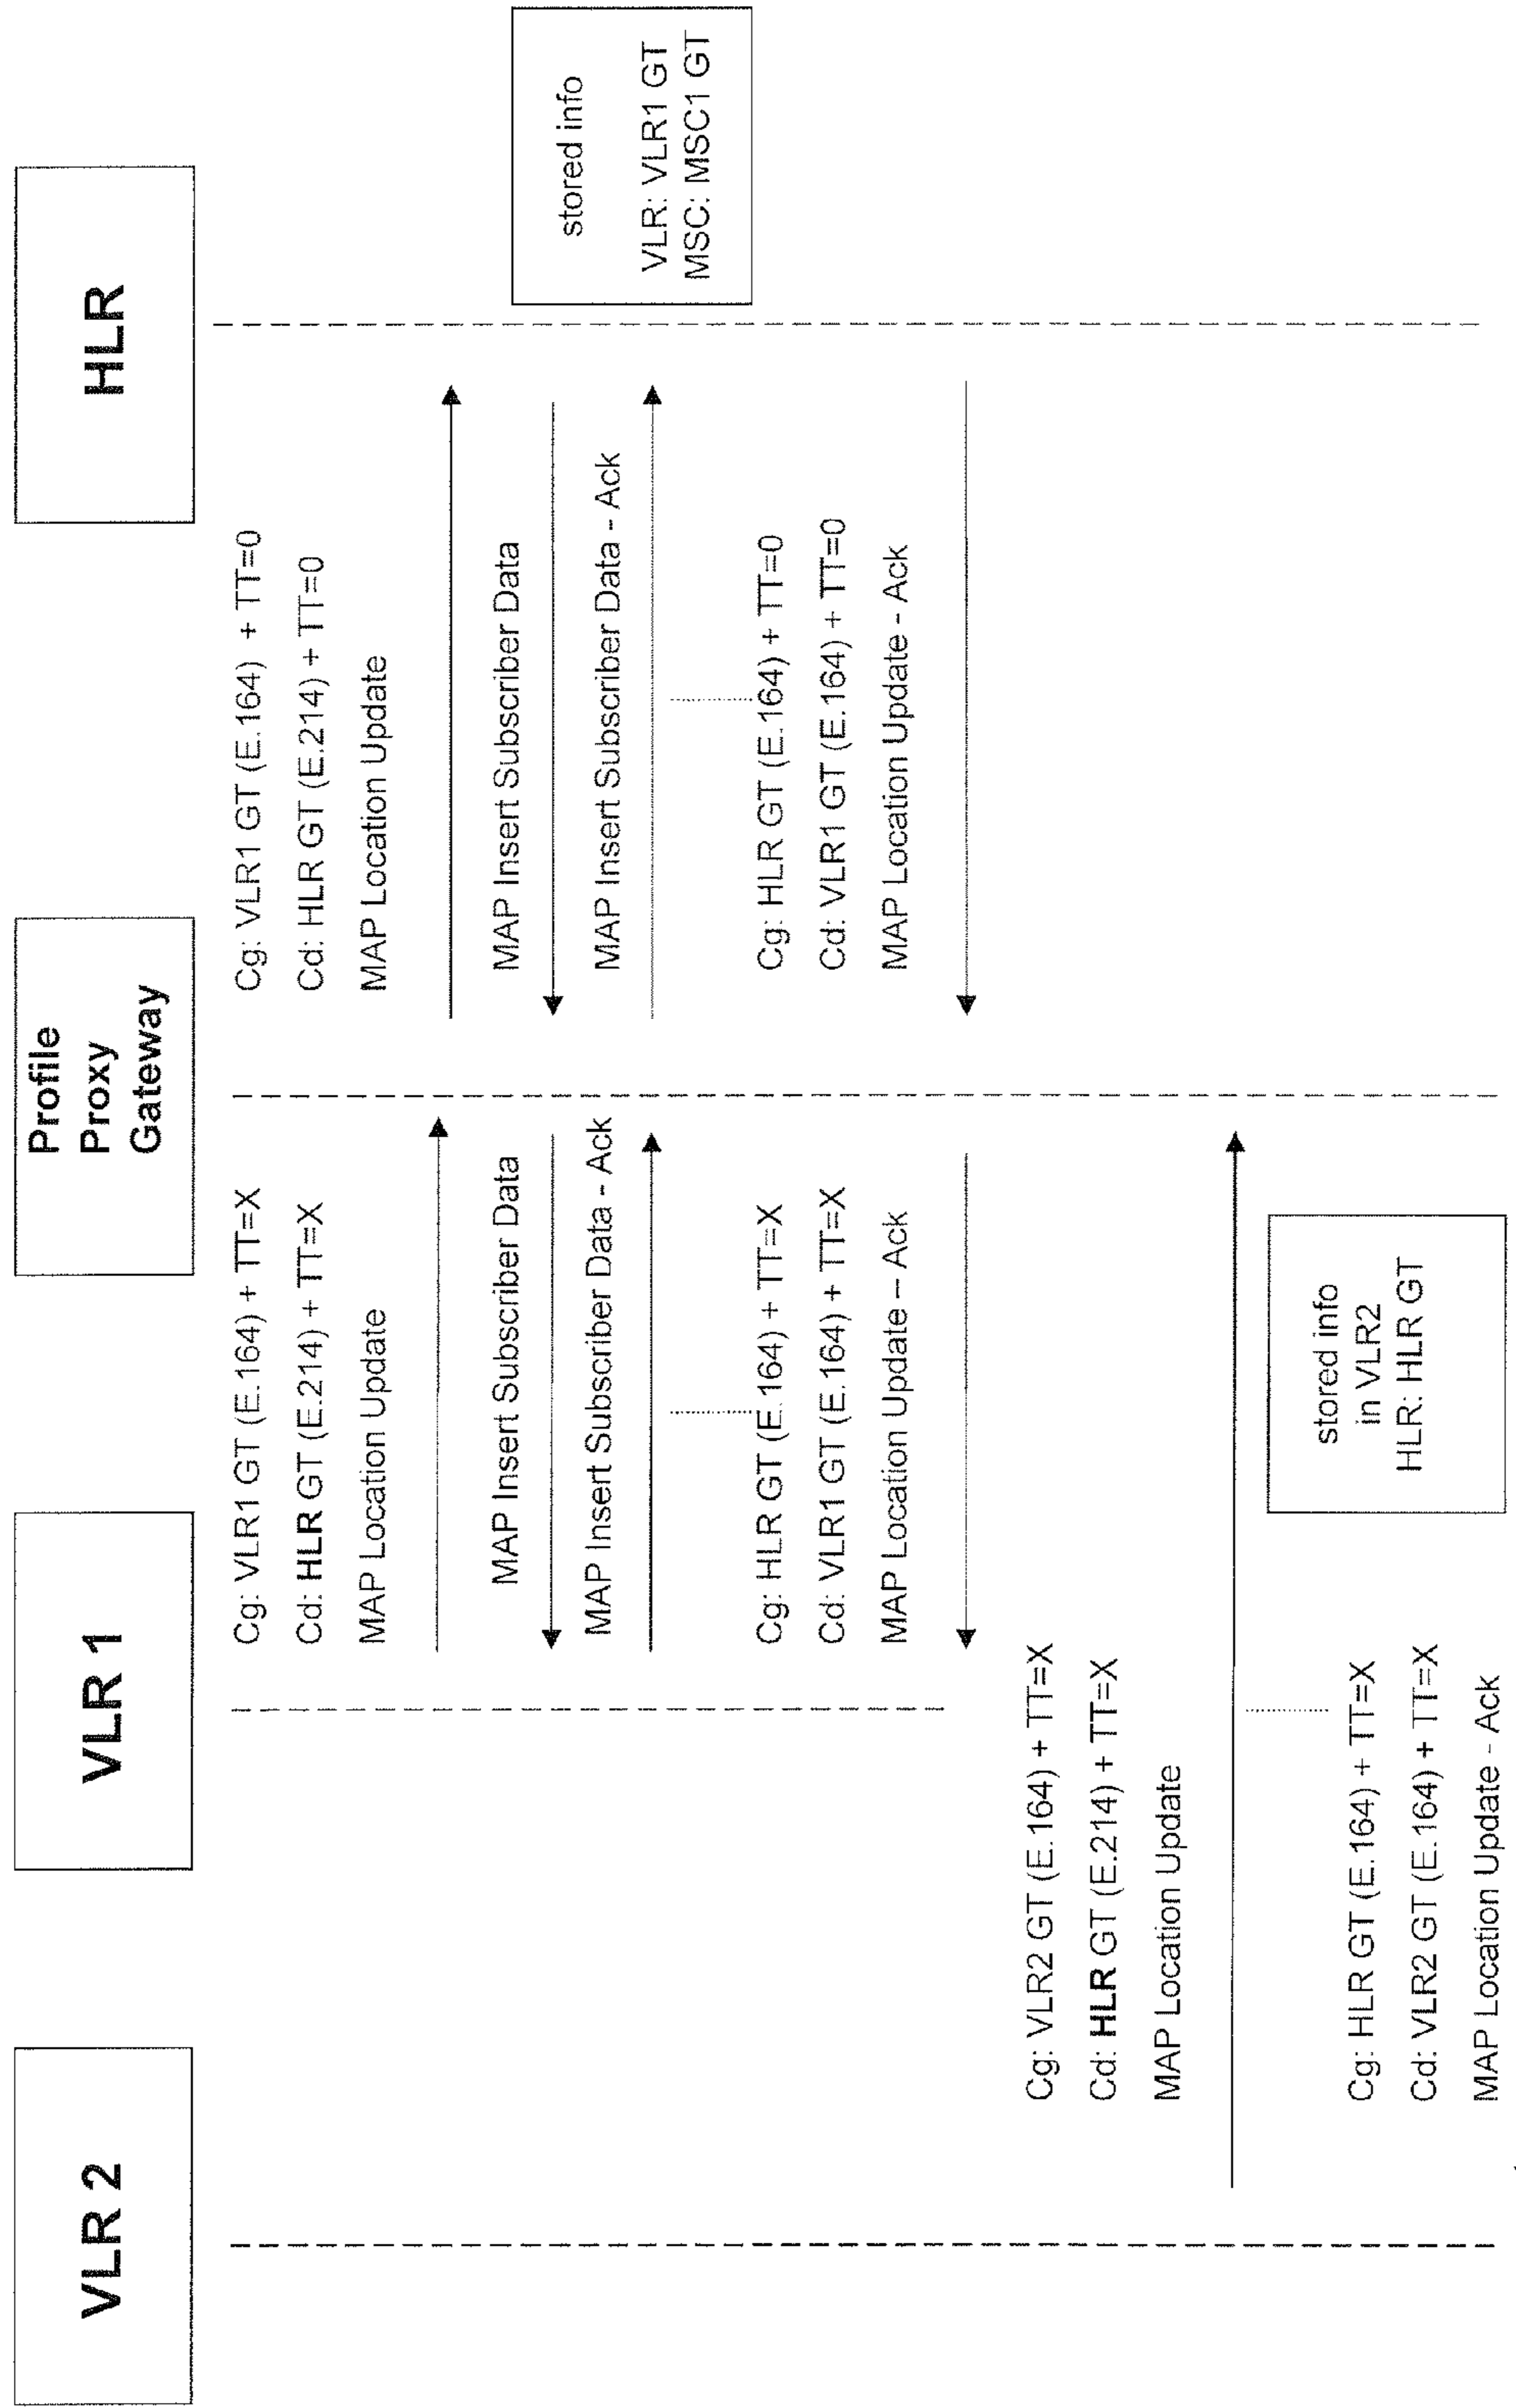 VLR 2
VLR 1
Profile
Proxy
Gateway
HLR
Cg: VLR1 GT (E.164) + TT=X
Cd: HLR GT (E.214) + TT=X
MAP Location Update
Cg: VLR1 GT (E.164) + TT=0
Cd: HLR GT (E.214) + TT=0
MAP Location Update
MAP Insert Subscriber Data
MAP Insert Subscriber Data
MAP Insert Subscriber Data - Ack
MAP Insert Subscriber Data - Ack
stored info
VLR: VLR1 GT
MSC: MSC1 GT
Cg: HLR GT (E.164) + TT=X
Cd: VLR1 GT (E.164) + TT=X
MAP Location Update – Ack
Cg: HLR GT (E.164) + TT=0
Cd: VLR1 GT (E.164) + TT=0
MAP Location Update - Ack
Cg: VLR2 GT (E.164) + TT=X
Cd: HLR GT (E.214) + TT=X
MAP Location Update
stored info
in VLR2
HLR: HLR GT
Cg: HLR GT (E.164) + TT=X
Cd: VLR2 GT (E.164) + TT=X
MAP Location Update - Ack